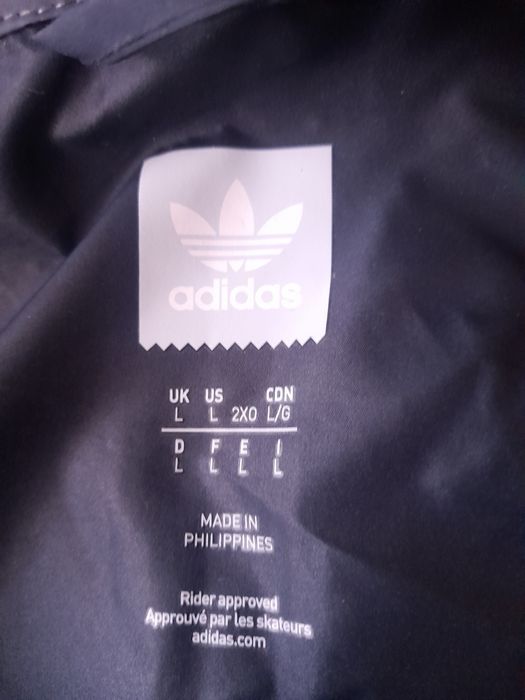 adidas
UK US CDN
L L 2XO L/G
D F E I
L L L L
MADE IN
PHILIPPINES
Rider approved
Approuvé par les skateurs
adidas.com